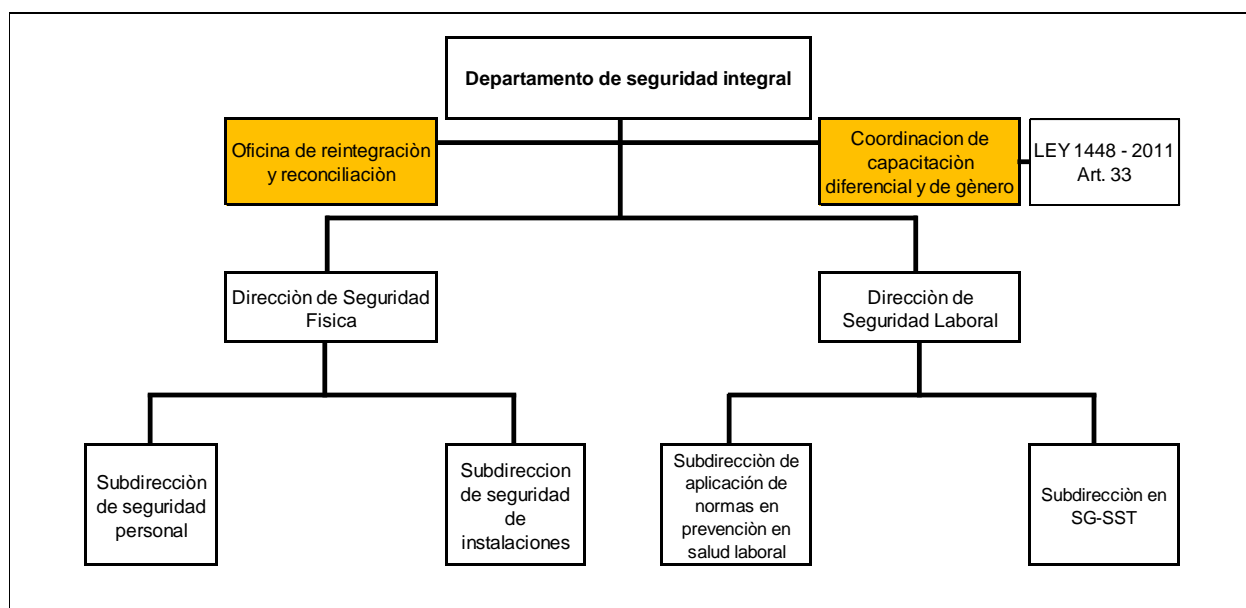 Departamento de seguridad integral
Oficina de reintegraciòn
y reconciliaciòn
Coordinacion de
capacitaciòn
diferencial y de gènero
LEY 1448 - 2011
Art. 33
Direcciòn de Seguridad
Fisica
Direcciòn de
Seguridad Laboral
Subdirecciòn
de seguridad
personal
Subdireccion
de seguridad
de
instalaciones
Subdirecciòn de
aplicación de
normas en
prevenciòn en
salud laboral
Subdirecciòn en
SG-SST